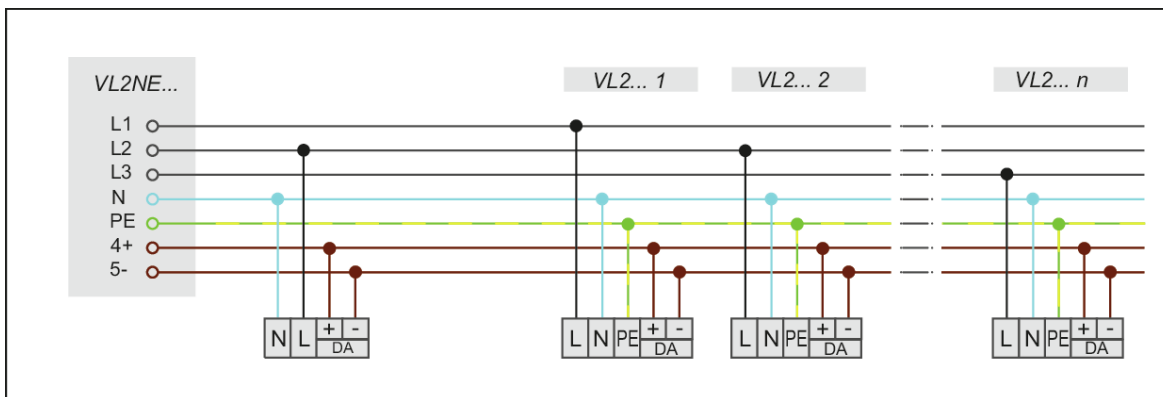 VL2NE...
VL2... 1
VL2... 2
VL2... n
L1
L2
L3
N
PE
4+
5-
N L + - DA
L N PE + - DA
L N PE + - DA
L N PE + - DA